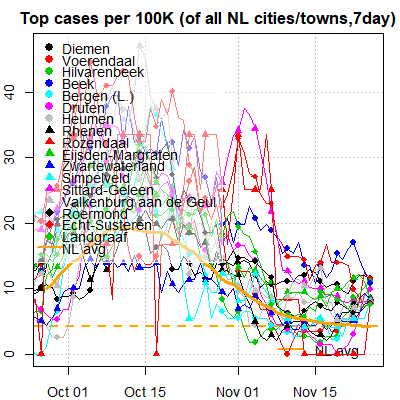 Top cases per 100K (of all NL cities/towns,7day)
Diemen
Voerendaal
Hilvarenbeek
Beek
Bergen (L.)
Druten
Heumen
Rhenen
Rozendaal
Eijsden-Margraten
Zwartewaterland
Simpelveld
Sittard-Geleen
Valkenburg aan de Geul
Roermond
Echt-Susteren
Landgraaf
NL avg
NL avg
0
10
20
30
40
Oct 01
Oct 15
Nov 01
Nov 15